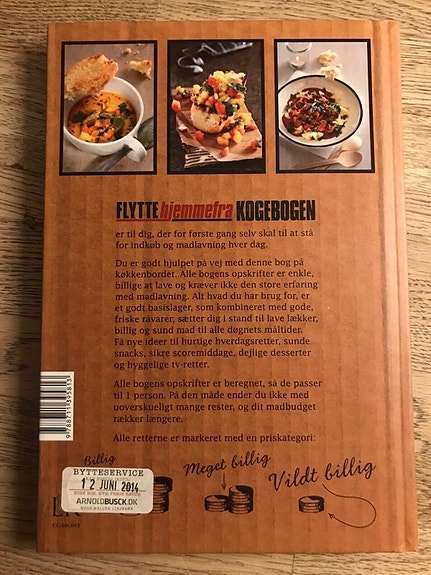 FLYTTE hjemmefra KOGEBOGEN
er til dig, der for første gang selv skal til at stå
for indkøb og madlavning hver dag.
Du er godt hjulpet på vej med denne bog på
køkkenbordet. Alle bogens opskrifter er enkle,
billige at lave og kræver ikke den store erfaring
med madlavning. Alt hvad du har brug for, er
et godt basislager, som kombineret med gode,
friske råvarer, sætter dig i stand til lave lækker,
billig og sund mad til alle døgnets måltider.
Få nye ideer til hurtige hverdagsretter, sunde
snacks, sikre scoremiddage, dejlige desserter
og hyggelige tv-retter.
Alle bogens opskrifter er beregnet, så de passer
til 1 person. På den måde ender du ikke med
uoverskueligt mange rester, og dit madbudget
rækker længere.
Alle retterne er markeret med en priskategori:
9 788711 395813
Billig
Meget billig
Vildt billig
BYTTESERVICE
12 JUNI 2014
ARNOLDBUSCK.DK
EGMONT